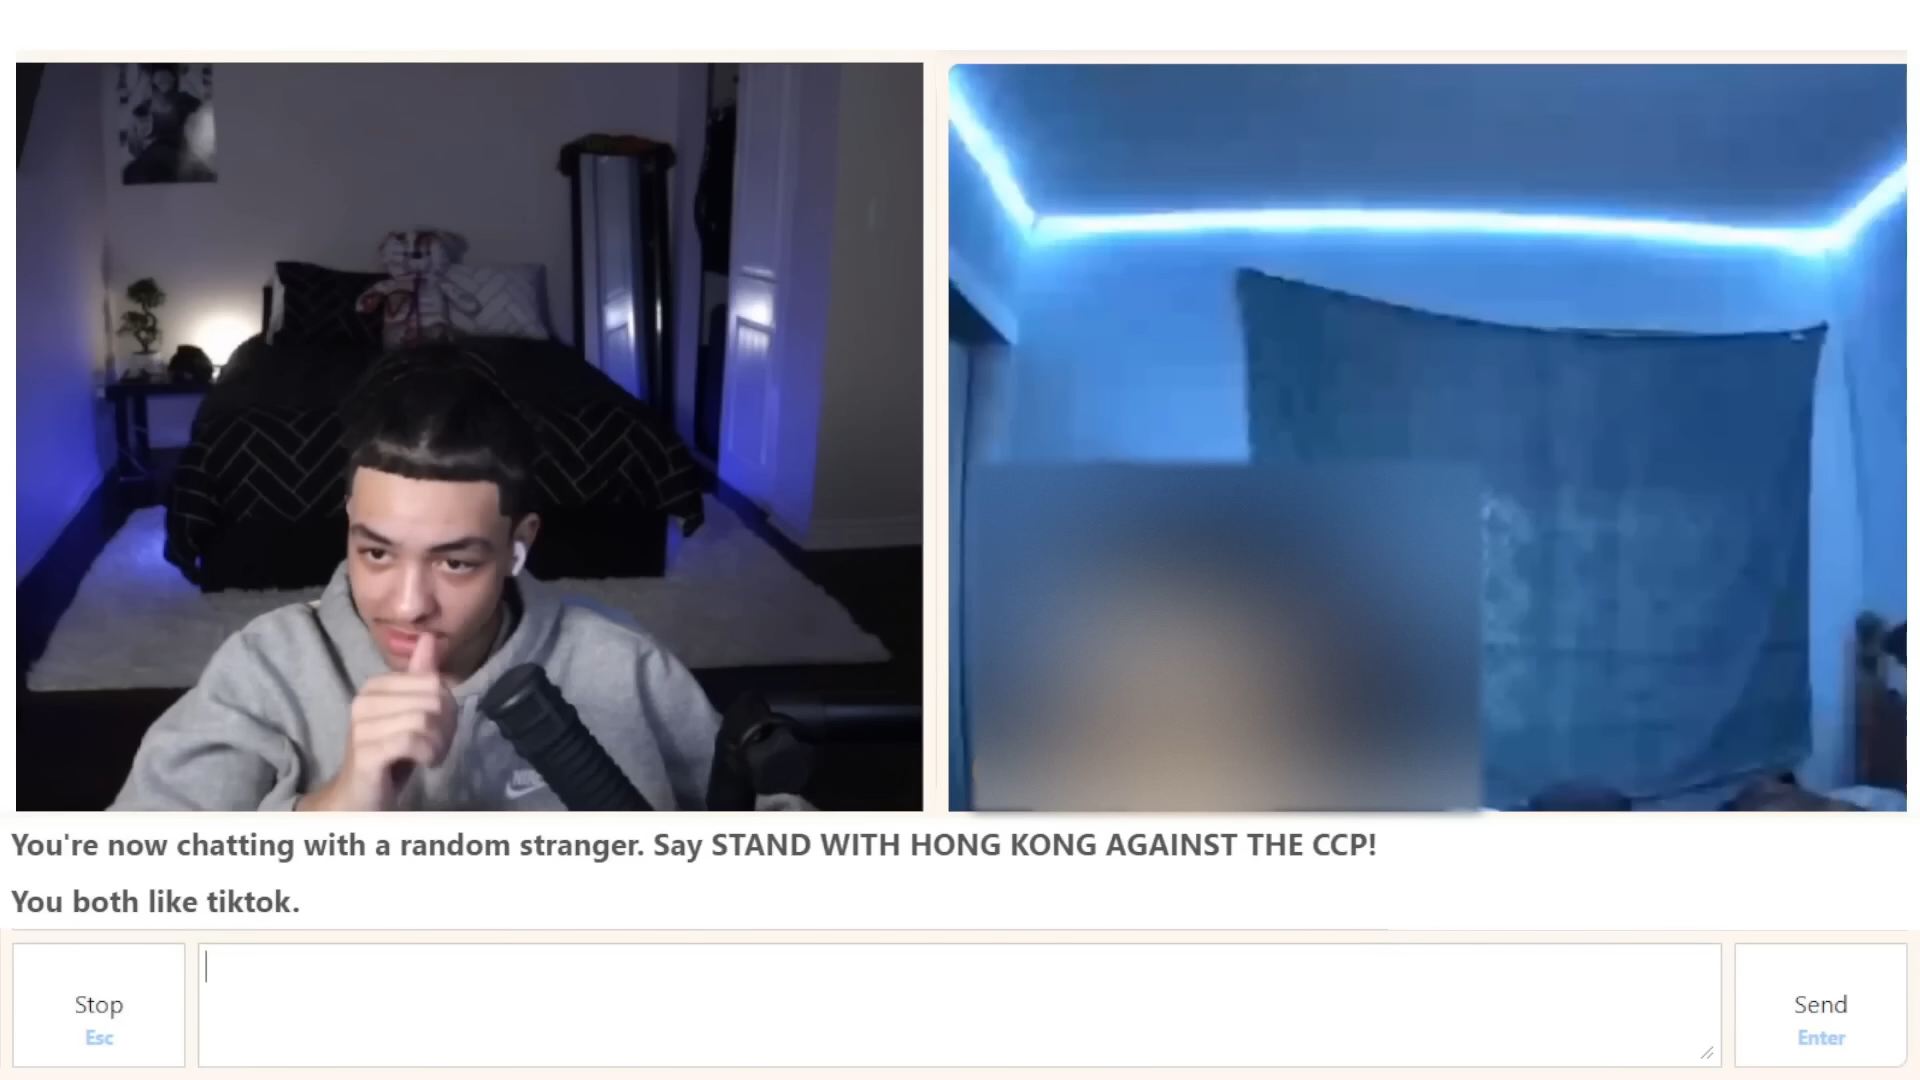 You're now chatting with a random stranger. Say STAND WITH HONG KONG AGAINST THE CCP!
You both like tiktok.
Stop
Esc
Send
Enter